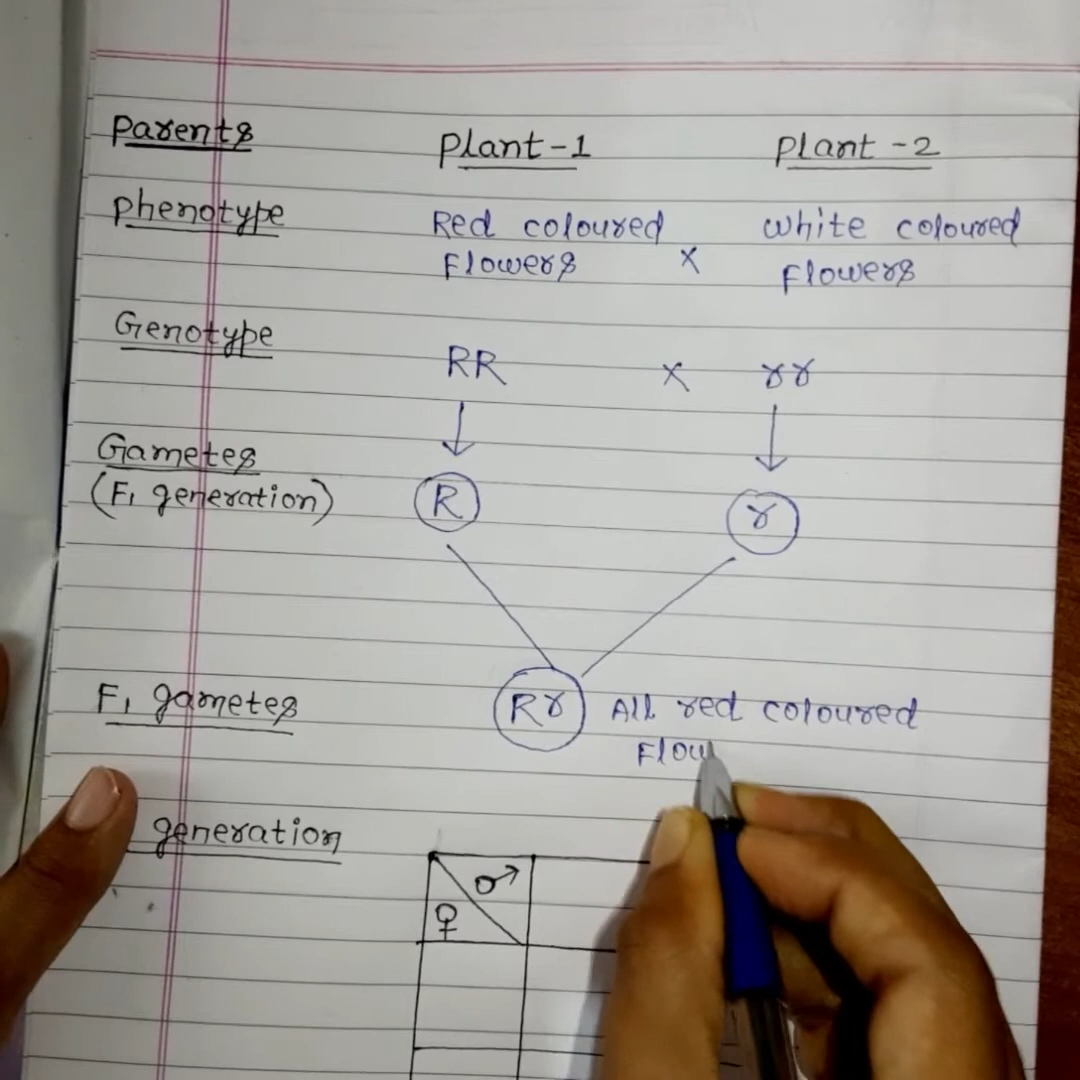 Parents Plant-1 Plant-2
Phenotype Red coloured White coloured
Flowers x Flowers
Genotype RR x rr
Gametes
(F1 generation) R r
F1 gametes Rr All red coloured
Flow
generation
♂
♀